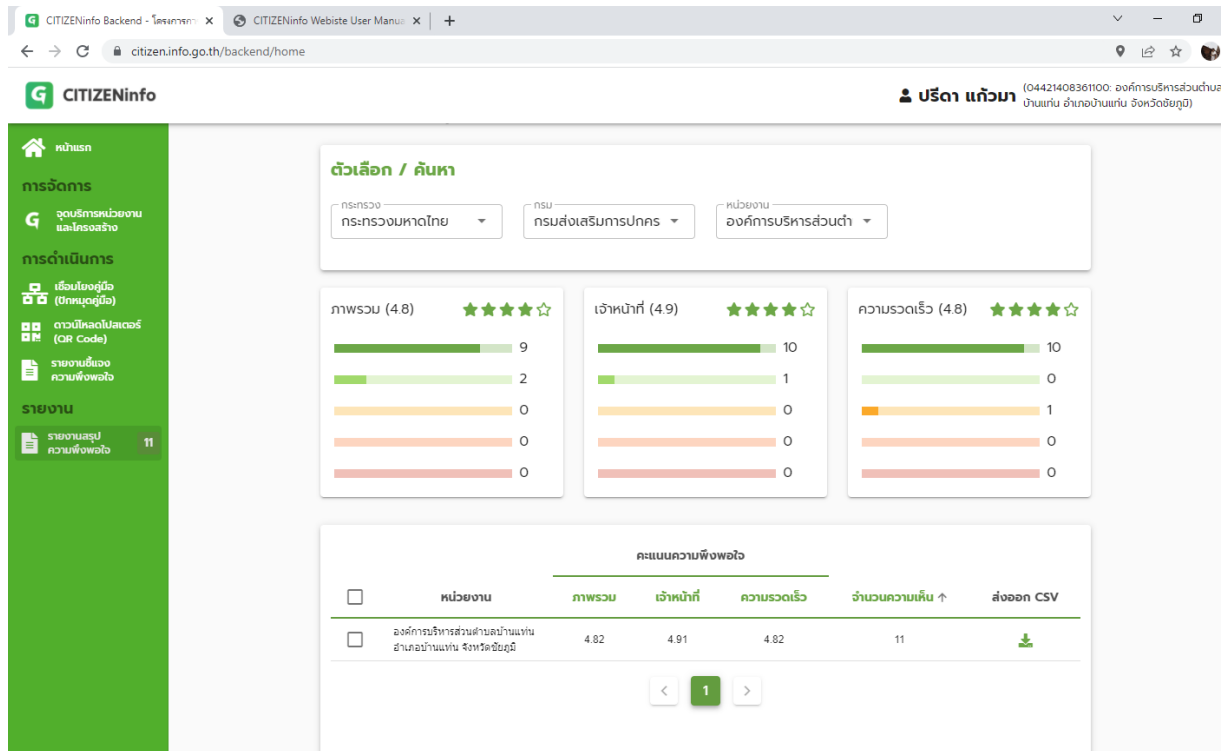 CITIZENinfo Backend - โครงการกา
CITIZENinfo Webiste User Manua
citizen.info.go.th/backend/home
CITIZENinfo
ปรีดา แก้วมา
(04421408361100: องค์การบริหารส่วนตำบล
บ้านแท่น อำเภอบ้านแท่น จังหวัดชัยภูมิ)
หน้าแรก
การจัดการ
จุดบริการหน่วยงาน
และโครงสร้าง
การดำเนินการ
เชื่อมโยงคู่มือ
(ปักหมุดคู่มือ)
ดาวน์โหลดโปสเตอร์
(QR Code)
รายงานชี้แจง
ความพึงพอใจ
รายงาน
รายงานสรุป
ความพึงพอใจ
11
ตัวเลือก / ค้นหา
กระทรวง
กระทรวงมหาดไทย
กรม
กรมส่งเสริมการปกคร
หน่วยงาน
องค์การบริหารส่วนตำ
ภาพรวม (4.8)
9
2
0
0
0
เจ้าหน้าที่ (4.9)
10
1
0
0
0
ความรวดเร็ว (4.8)
10
0
1
0
0
คะแนนความพึงพอใจ
หน่วยงาน ภาพรวม เจ้าหน้าที่ ความรวดเร็ว จำนวนความเห็น ↑ ส่งออก CSV
องค์การบริหารส่วนตำบลบ้านแท่น
อำเภอบ้านแท่น จังหวัดชัยภูมิ
4.82 4.91 4.82 11
< 1 >